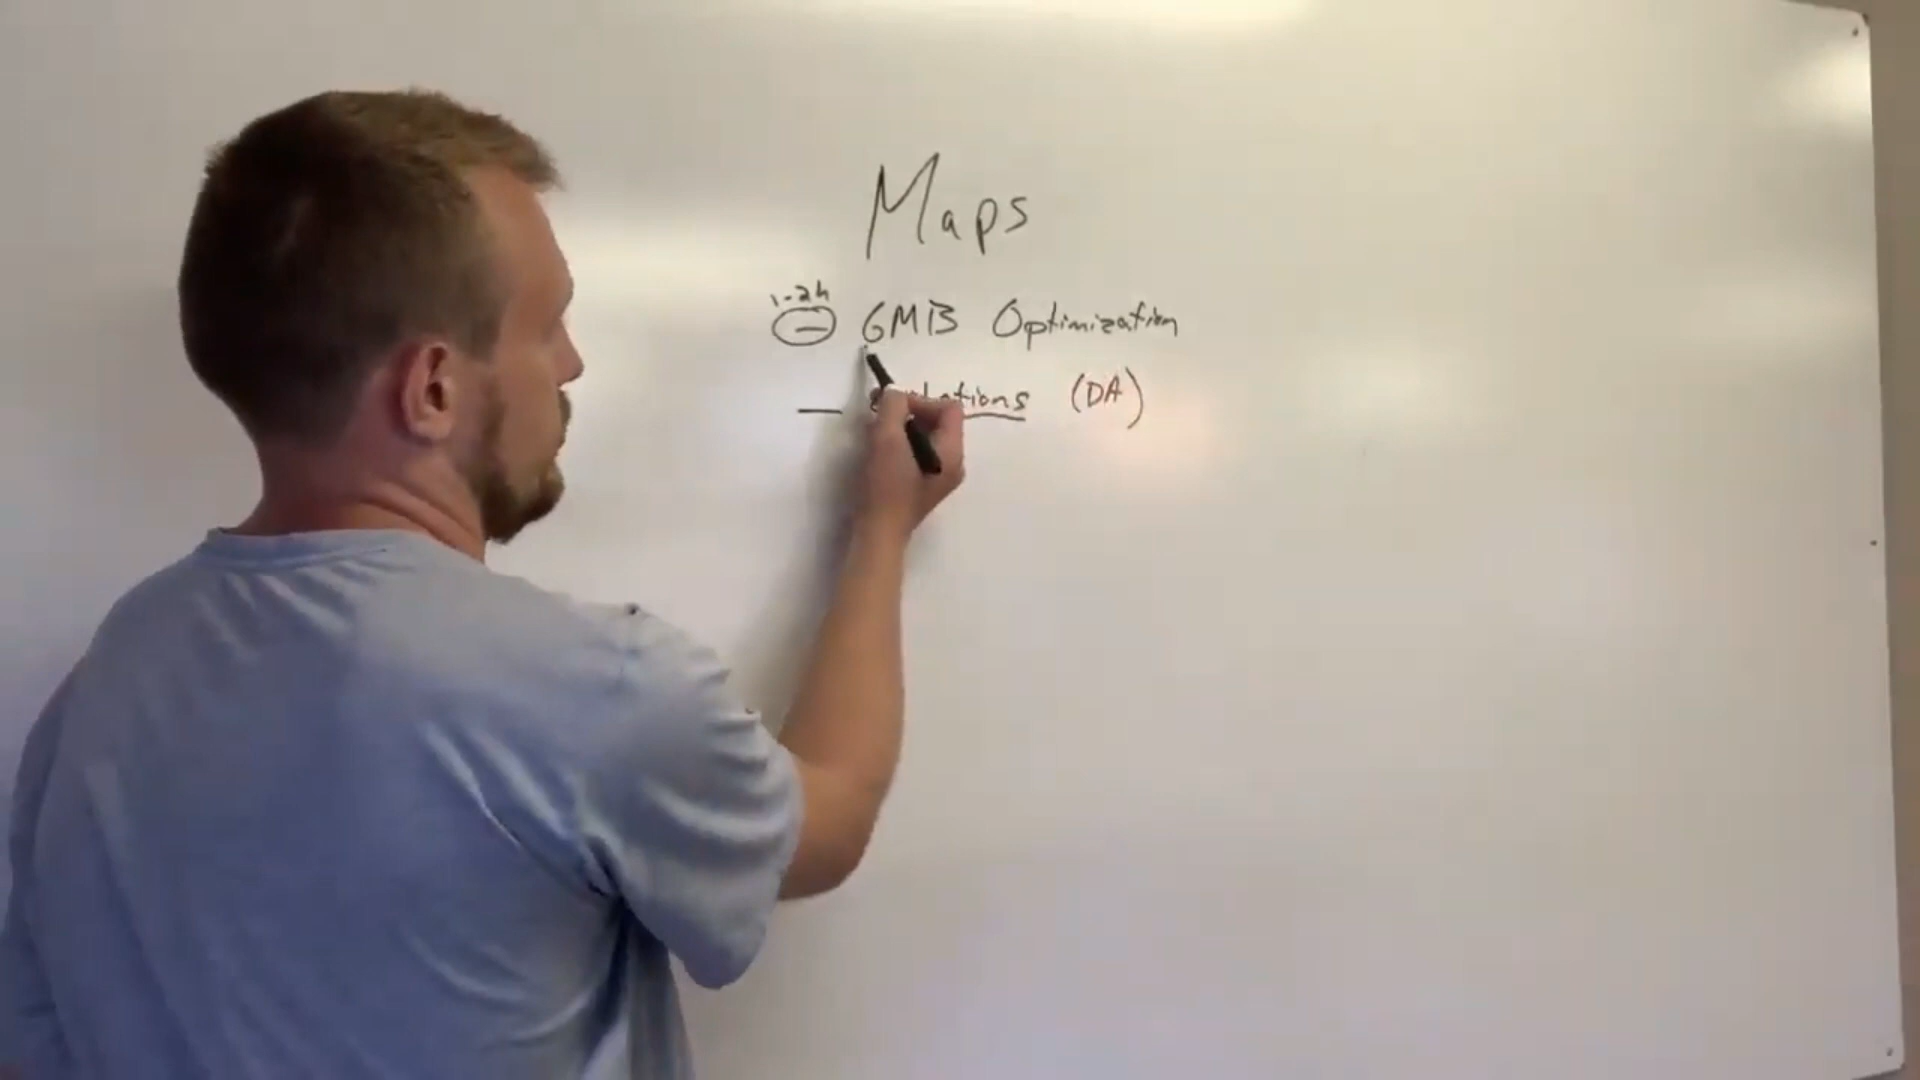 Maps
1-2h
- GMB Optimization
- (DA)